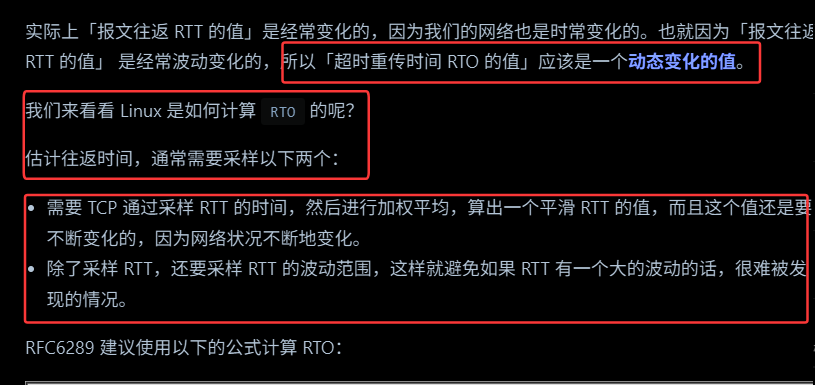 实际上「报文往返 RTT 的值」是经常变化的，因为我们的网络也是时常变化的。也就因为「报文往返
RTT 的值」 是经常波动变化的，所以「超时重传时间 RTO 的值」应该是一个动态变化的值。
我们来看看 Linux 是如何计算 RTO 的呢？
估计往返时间，通常需要采样以下两个：
• 需要 TCP 通过采样 RTT 的时间，然后进行加权平均，算出一个平滑 RTT 的值，而且这个值还是要
不断变化的，因为网络状况不断地变化。
• 除了采样 RTT，还要采样 RTT 的波动范围，这样就避免如果 RTT 有一个大的波动的话，很难被发
现的情况。
RFC6289 建议使用以下的公式计算 RTO：